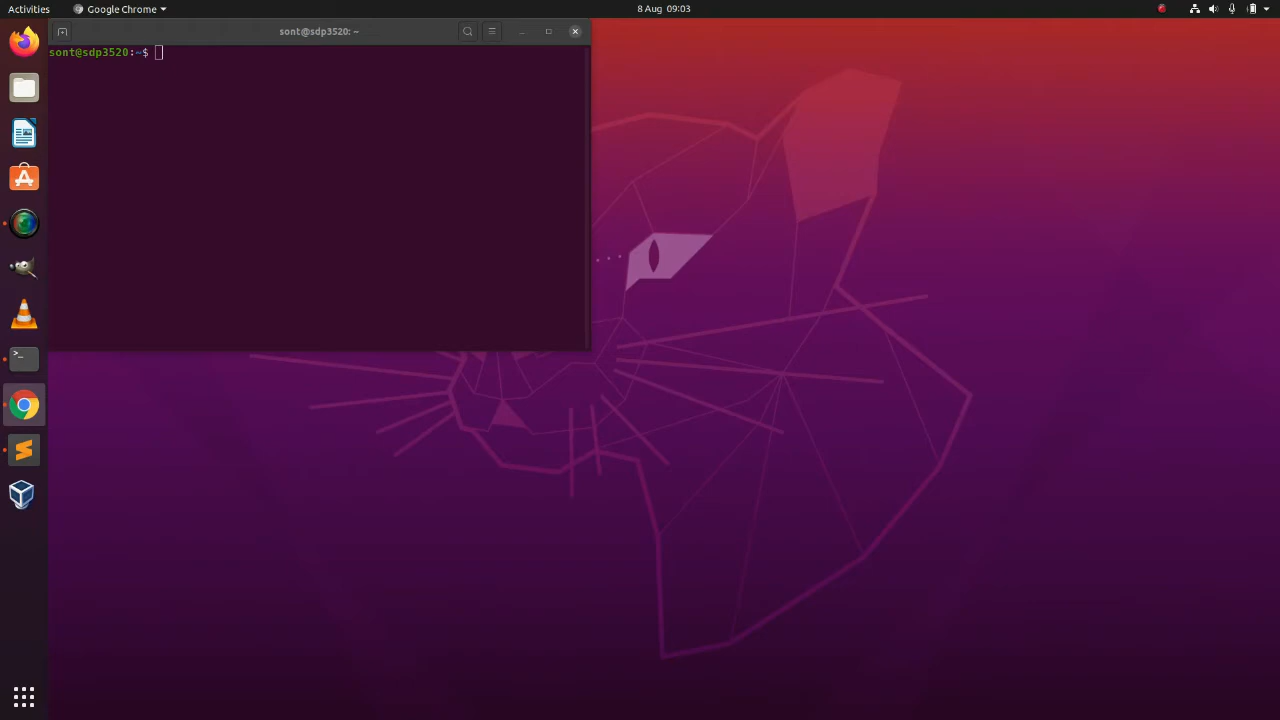 Activities
Google Chrome
8 Aug 09:03
sont@sdp3520: ~
sont@sdp3520:~$